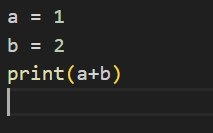 a = 1
b = 2
print(a+b)